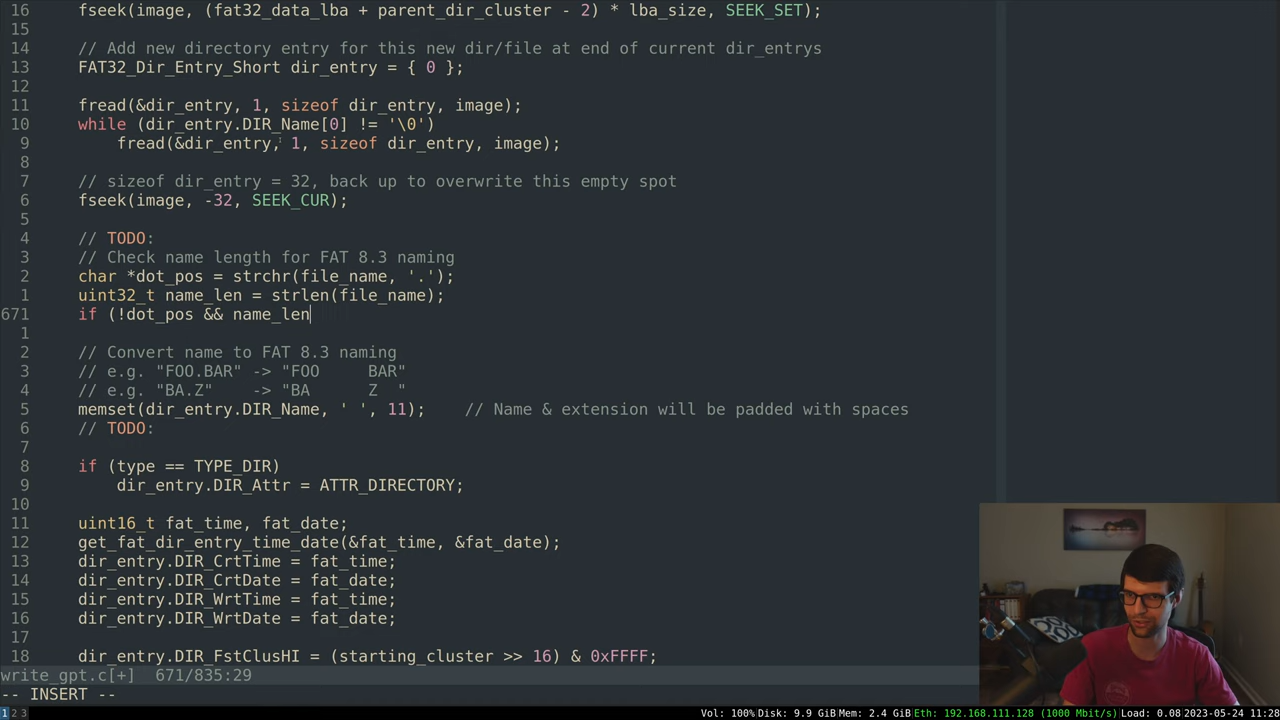 16    fseek(image, (fat32_data_lba + parent_dir_cluster - 2) * lba_size, SEEK_SET);
15
14    // Add new directory entry for this new dir/file at end of current dir_entrys
13    FAT32_Dir_Entry_Short dir_entry = { 0 };
12
11    fread(&dir_entry, 1, sizeof dir_entry, image);
10    while (dir_entry.DIR_Name[0] != '\0')
9        fread(&dir_entry, 1, sizeof dir_entry, image);
8
7    // sizeof dir_entry = 32, back up to overwrite this empty spot
6    fseek(image, -32, SEEK_CUR);
5
4    // TODO:
3    // Check name length for FAT 8.3 naming
2    char *dot_pos = strchr(file_name, '.');
1    uint32_t name_len = strlen(file_name);
671    if (!dot_pos && name_len
1
2    // Convert name to FAT 8.3 naming
3    // e.g. "FOO.BAR" -> "FOO     BAR"
4    // e.g. "BA.Z"    -> "BA      Z  "
5    memset(dir_entry.DIR_Name, ' ', 11);    // Name & extension will be padded with spaces
6    // TODO:
7
8    if (type == TYPE_DIR)
9        dir_entry.DIR_Attr = ATTR_DIRECTORY;
10
11    uint16_t fat_time, fat_date;
12    get_fat_dir_entry_time_date(&fat_time, &fat_date);
13    dir_entry.DIR_CrtTime = fat_time;
14    dir_entry.DIR_CrtDate = fat_date;
15    dir_entry.DIR_WrtTime = fat_time;
16    dir_entry.DIR_WrtDate = fat_date;
17
18    dir_entry.DIR_FstClusHI = (starting_cluster >> 16) & 0xFFFF;
write_gpt.c[+]  671/835:29
-- INSERT --
1 2 3    Vol: 100% Disk: 9.9 GiB Mem: 2.4 GiB Eth: 192.168.111.128 (1000 Mbit/s) Load: 0.08 2023-05-24 11:28